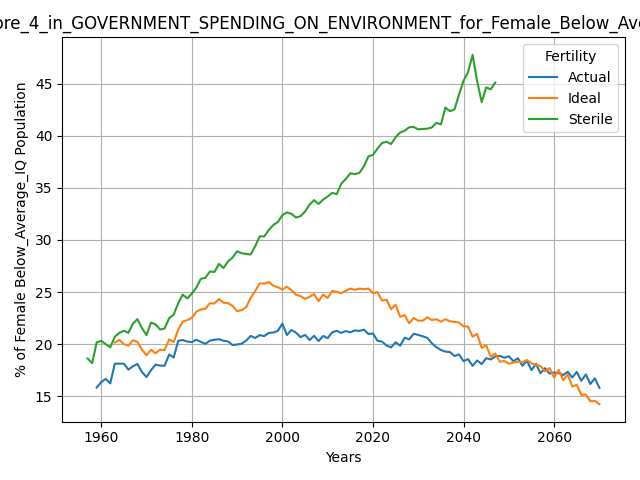 ore_4_in_GOVERNMENT_SPENDING_ON_ENVIRONMENT_for_Female_Below_Ave
% of Female Below_Average_IQ Population
45
40
35
30
25
20
15
Fertility
Actual
Ideal
Sterile
1960 1980 2000 2020 2040 2060
Years